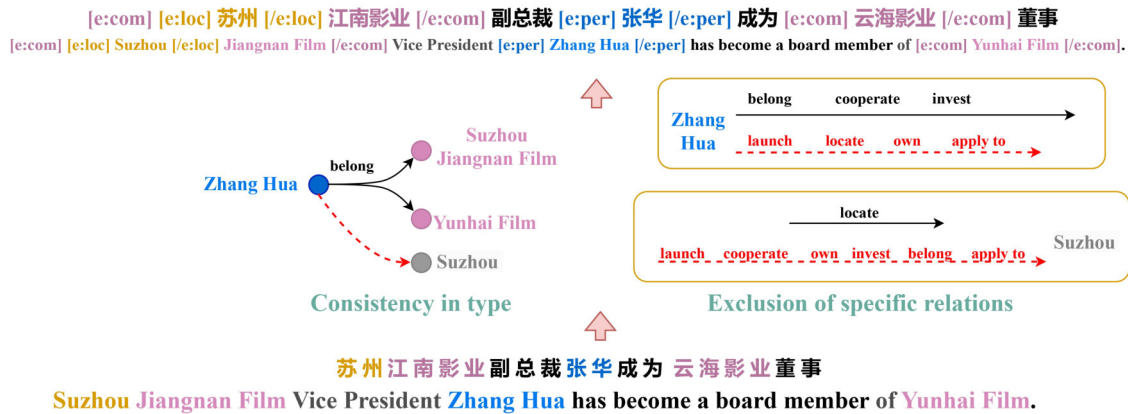 [e:com] [e:loc] 苏州 [/e:loc] 江南影业 [/e:com] 副总裁 [e:per] 张华 [/e:per] 成为 [e:com] 云海影业 [/e:com] 董事
[e:com] [e:loc] Suzhou [/e:loc] Jiangnan Film [/e:com] Vice President [e:per] Zhang Hua [/e:per] has become a board member of [e:com] Yunhai Film [/e:com].
Suzhou
Jiangnan Film
belong
Zhang Hua
Yunhai Film
Suzhou
Consistency in type
belong cooperate invest
Zhang
Hua
launch locate own apply to
locate
launch cooperate own invest belong apply to
Suzhou
Exclusion of specific relations
苏州江南影业副总裁张华成为 云海影业董事
Suzhou Jiangnan Film Vice President Zhang Hua has become a board member of Yunhai Film.